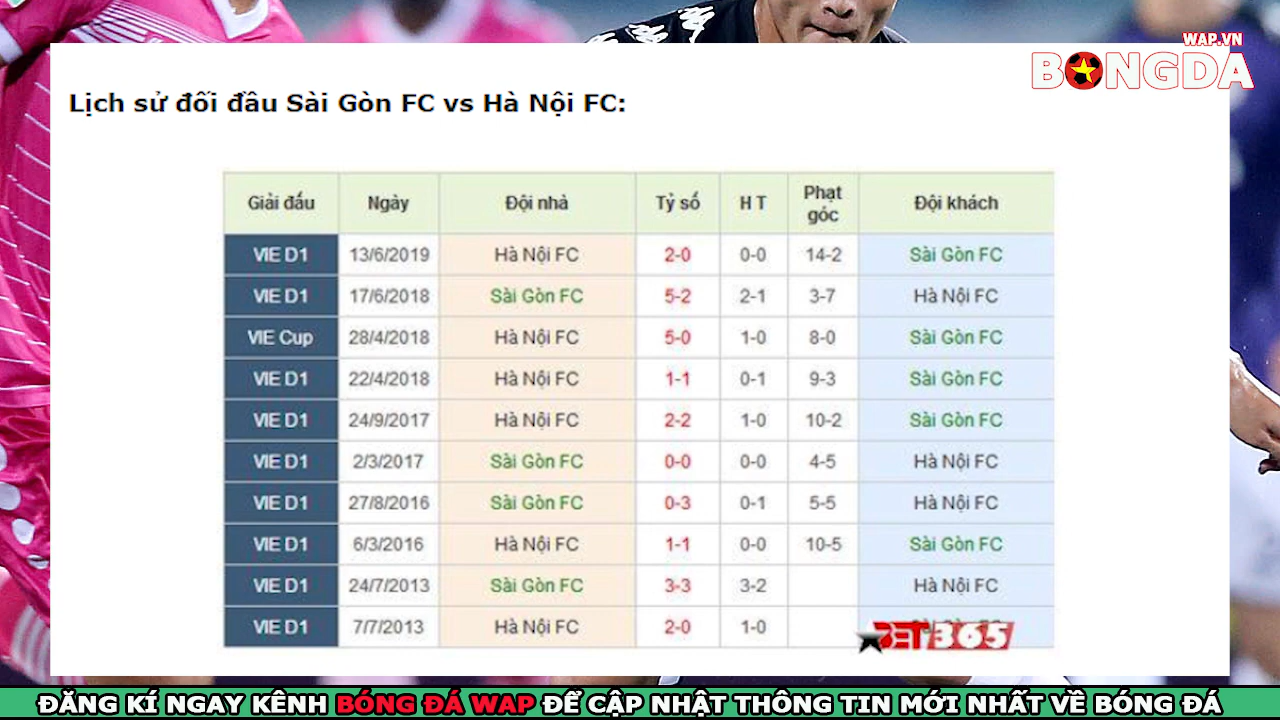 WAP.VN
BONGDA
Lịch sử đối đầu Sài Gòn FC vs Hà Nội FC:
Giải đấu Ngày Đội nhà Tỷ số H T Phạt góc Đội khách
VIE D1 13/6/2019 Hà Nội FC 2-0 0-0 14-2 Sài Gòn FC
VIE D1 17/6/2018 Sài Gòn FC 5-2 2-1 3-7 Hà Nội FC
VIE Cup 28/4/2018 Hà Nội FC 5-0 1-0 8-0 Sài Gòn FC
VIE D1 22/4/2018 Hà Nội FC 1-1 0-1 9-3 Sài Gòn FC
VIE D1 24/9/2017 Hà Nội FC 2-2 1-0 10-2 Sài Gòn FC
VIE D1 2/3/2017 Sài Gòn FC 0-0 0-0 4-5 Hà Nội FC
VIE D1 27/8/2016 Sài Gòn FC 0-3 0-1 5-5 Hà Nội FC
VIE D1 6/3/2016 Hà Nội FC 1-1 0-0 10-5 Sài Gòn FC
VIE D1 24/7/2013 Sài Gòn FC 3-3 3-2 Hà Nội FC
VIE D1 7/7/2013 Hà Nội FC 2-0 1-0
BET365
ĐĂNG KÍ NGAY KÊNH BÓNG ĐÁ WAP ĐỂ CẬP NHẬT THÔNG TIN MỚI NHẤT VỀ BÓNG ĐÁ